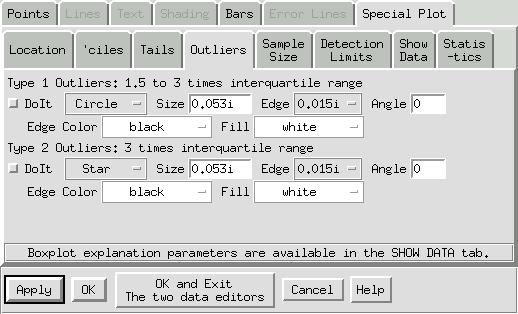 Points Lines Text Shading Bars Error Lines Special Plot
Location 'ciles Tails Outliers Sample Size Detection Limits Show Data Statis-tics
Type 1 Outliers: 1.5 to 3 times interquartile range
DoIt Circle Size 0.053i Edge 0.015i Angle 0
Edge Color black Fill white
Type 2 Outliers: 3 times interquartile range
DoIt Star Size 0.053i Edge 0.015i Angle 0
Edge Color black Fill white
Boxplot explanation parameters are available in the SHOW DATA tab.
Apply OK OK and Exit The two data editors Cancel Help